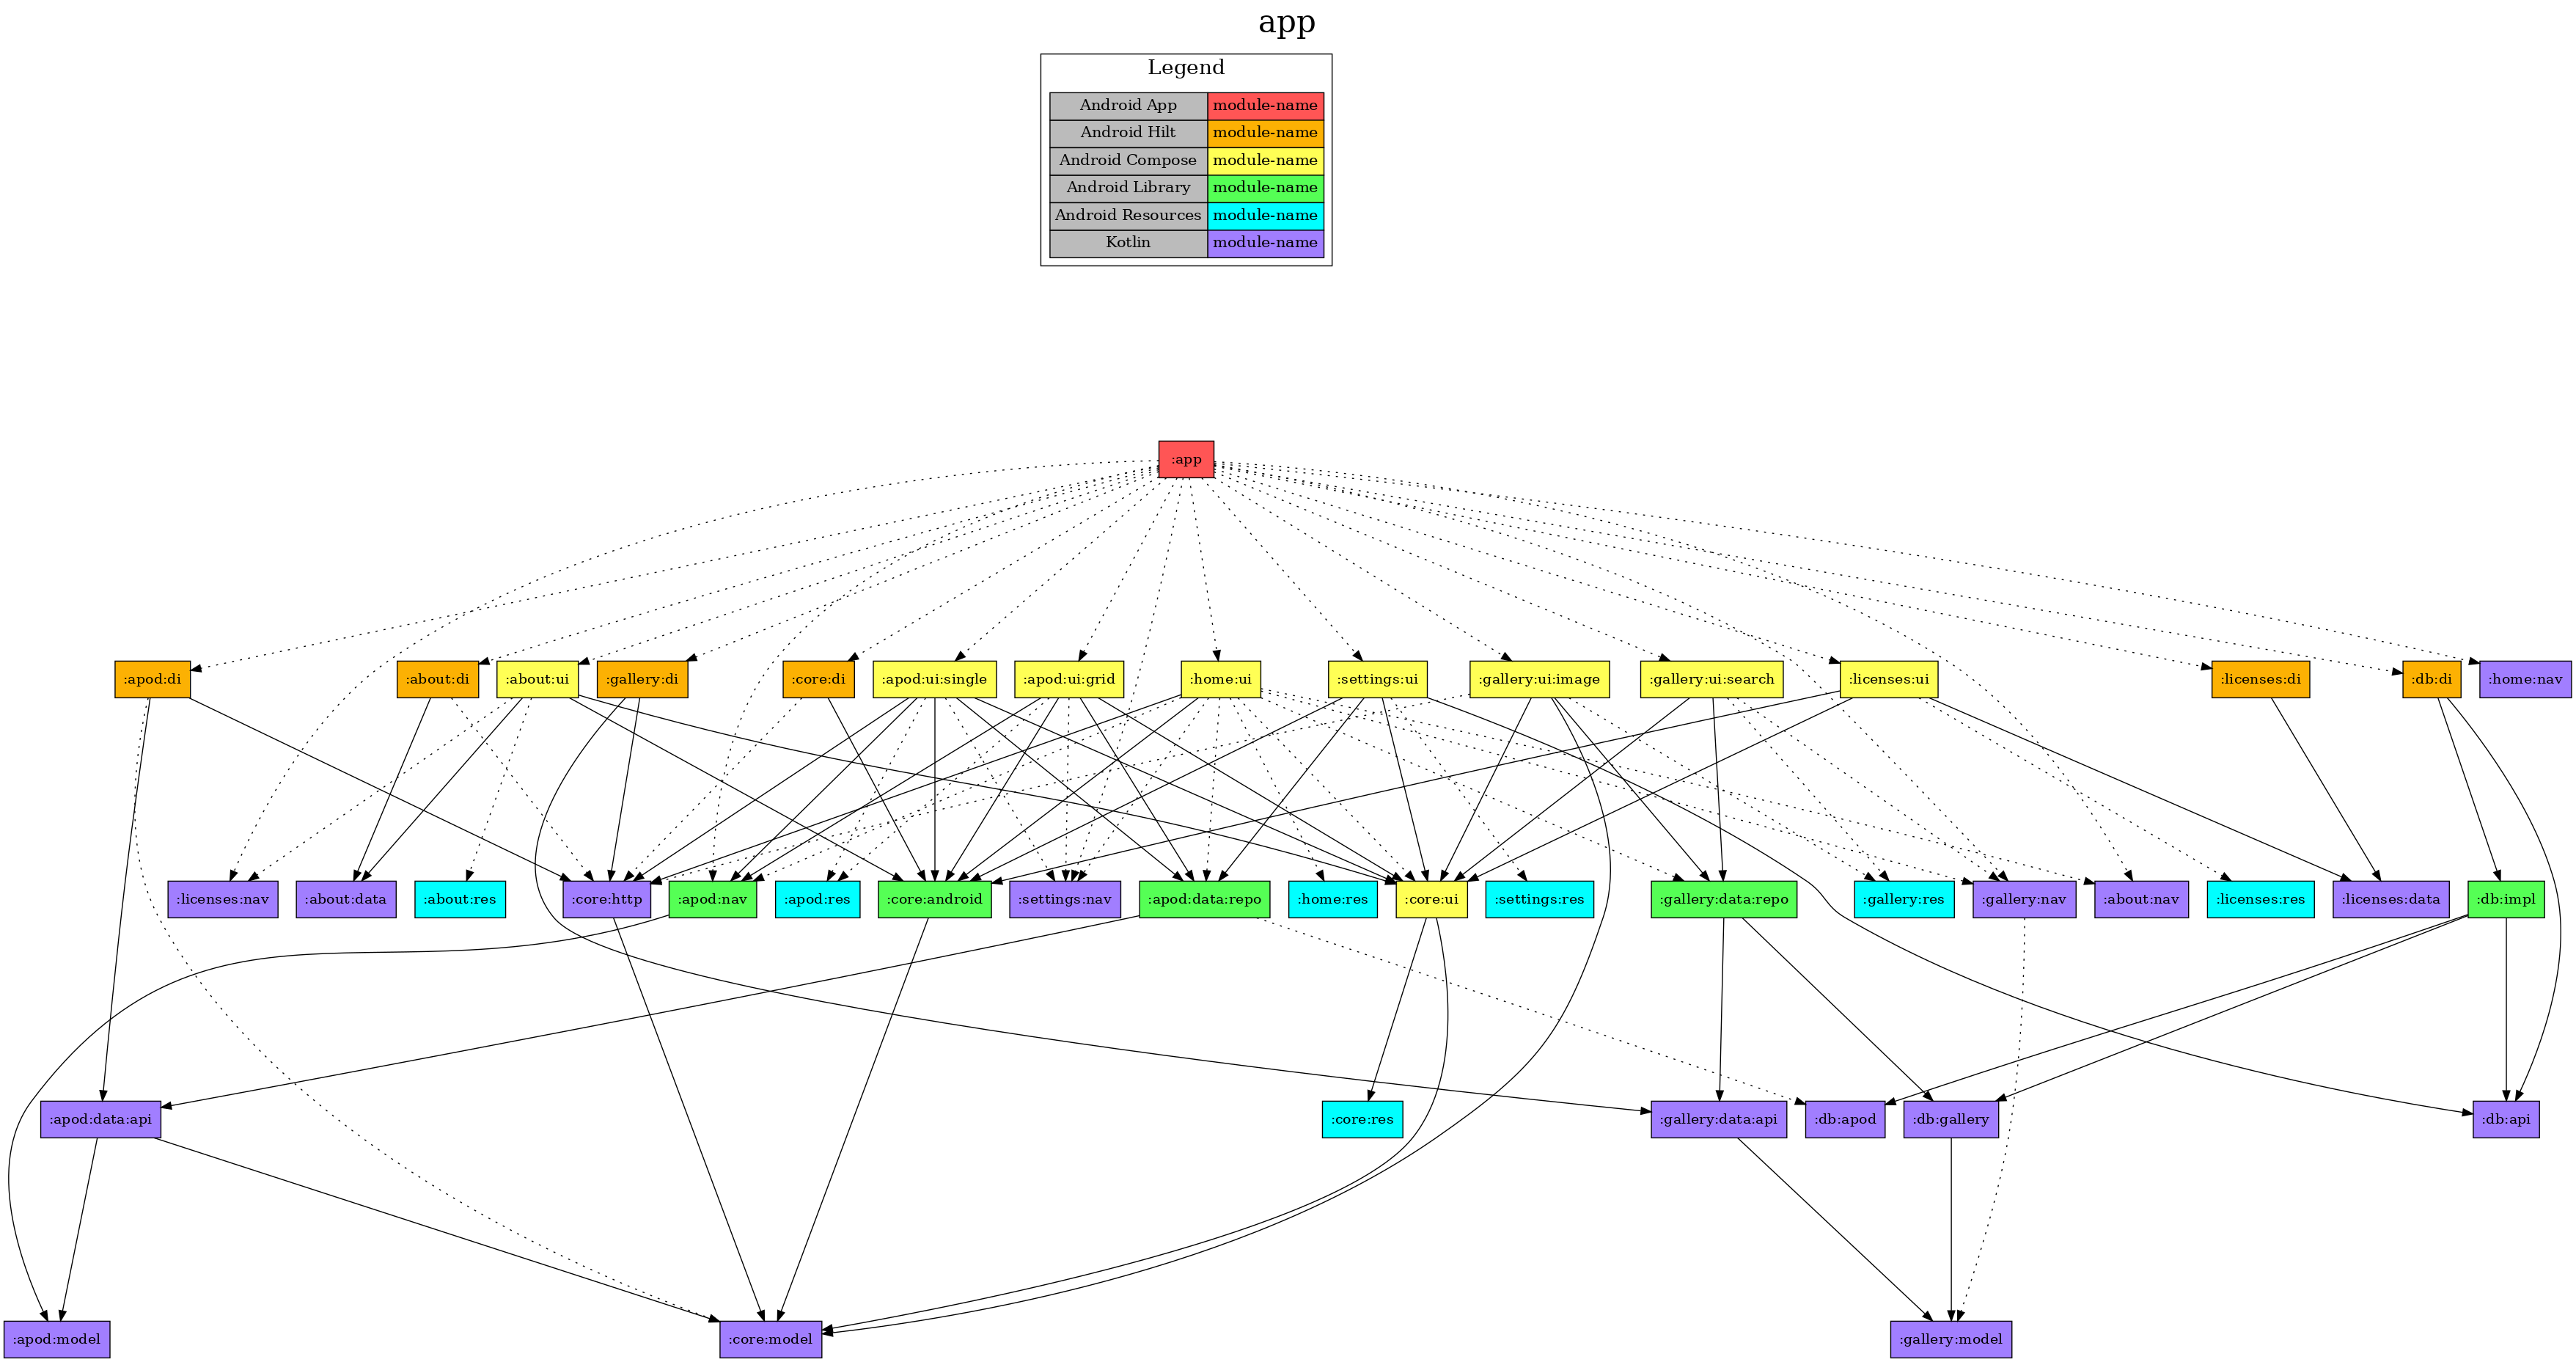 app
Legend
Android App module-name
Android Hilt module-name
Android Compose module-name
Android Library module-name
Android Resources module-name
Kotlin module-name
:app
:apod:di :about:di :about:ui :gallery:di :core:di :apod:ui:single :apod:ui:grid :home:ui :settings:ui :gallery:ui:image :gallery:ui:search :licenses:ui :licenses:di :db:di :home:nav
:licenses:nav :about:data :about:res :core:http :apod:nav :apod:res :core:android :settings:nav :apod:data:repo :home:res :core:ui :settings:res :gallery:data:repo :gallery:res :gallery:nav :about:nav :licenses:res :licenses:data :db:impl
:apod:data:api :core:res :gallery:data:api :db:apod :db:gallery :db:api
:apod:model :core:model :gallery:model